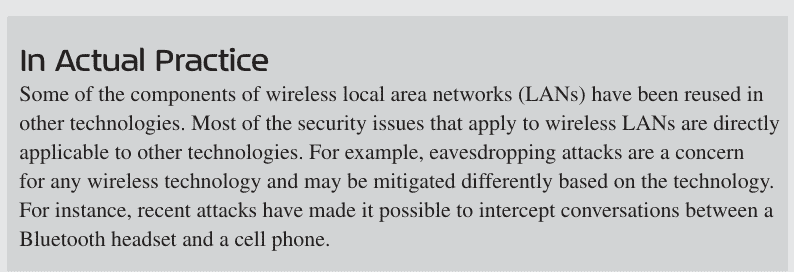 In Actual Practice
Some of the components of wireless local area networks (LANs) have been reused in
other technologies. Most of the security issues that apply to wireless LANs are directly
applicable to other technologies. For example, eavesdropping attacks are a concern
for any wireless technology and may be mitigated differently based on the technology.
For instance, recent attacks have made it possible to intercept conversations between a
Bluetooth headset and a cell phone.